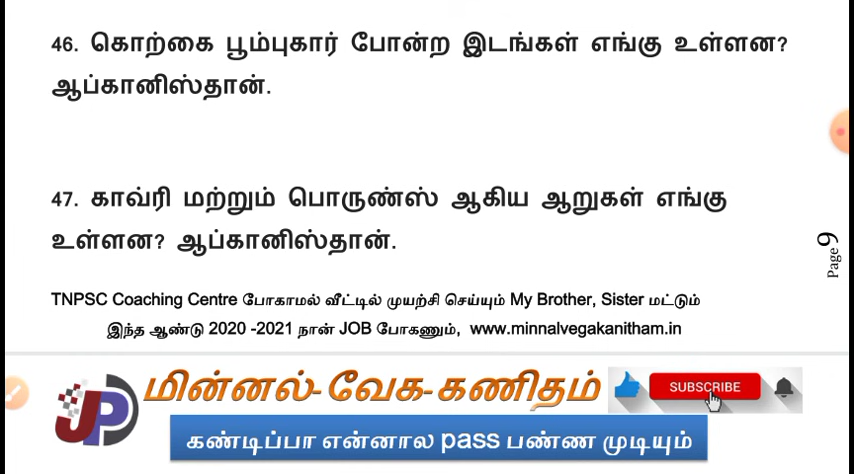 46. கொற்கை பூம்புகார் போன்ற இடங்கள் எங்கு உள்ளன?
ஆப்கானிஸ்தான்.
47. காவ்ரி மற்றும் பொருண்ஸ் ஆகிய ஆறுகள் எங்கு
உள்ளன? ஆப்கானிஸ்தான்.
Page 9
TNPSC Coaching Centre போகாமல் வீட்டில் முயற்சி செய்யும் My Brother, Sister மட்டும்
இந்த ஆண்டு 2020 -2021 நான் JOB போகணும், www.minnalvegakanitham.in
JP
மின்னல்-வேக-கணிதம்
SUBSCRIBE
கண்டிப்பா என்னால pass பண்ண முடியும்